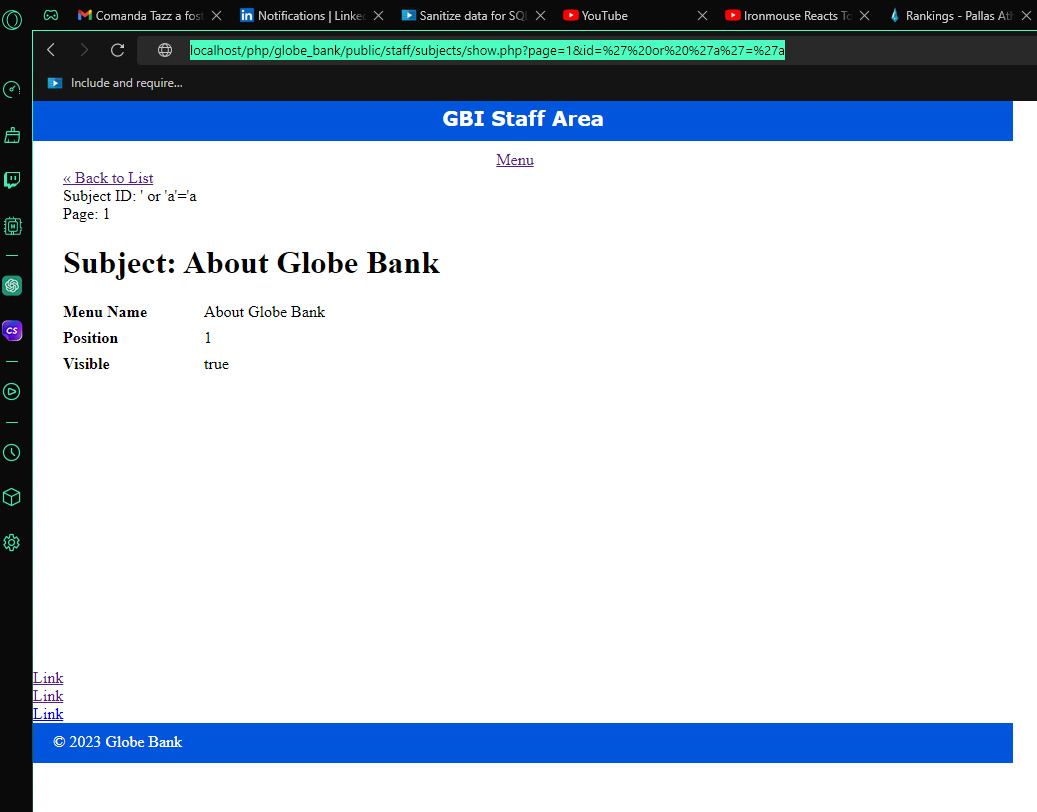 Comanda Tazz a fost
Notifications | Linked
Sanitize data for SQL
YouTube
Ironmouse Reacts To
Rankings - Pallas Ath
localhost/php/globe_bank/public/staff/subjects/show.php?page=1&id=%27%20or%20%27a%27=%27a
Include and require...
GBI Staff Area
Menu
« Back to List
Subject ID: ' or 'a'='a
Page: 1
Subject: About Globe Bank
Menu Name About Globe Bank
Position 1
Visible true
CS
Link
Link
Link
© 2023 Globe Bank